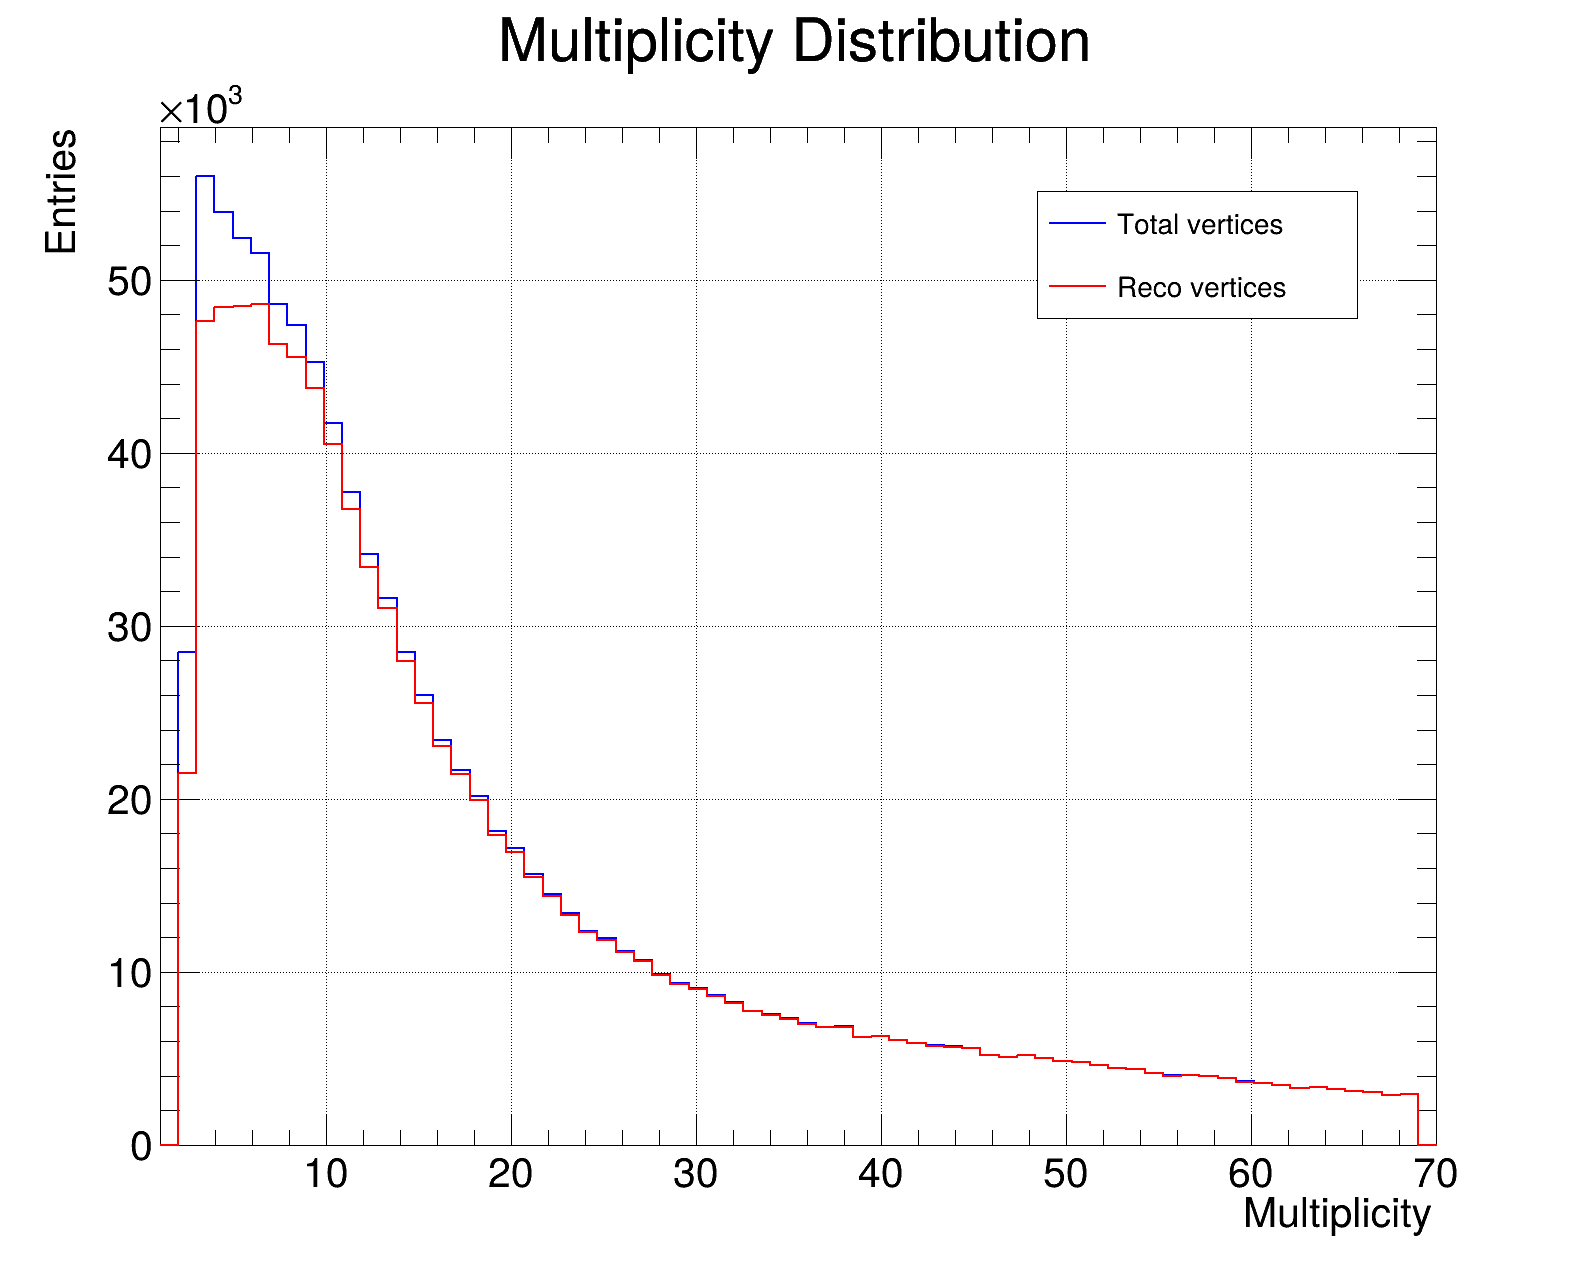 Multiplicity Distribution
×10³
Entries
Total vertices
Reco vertices
50
40
30
20
10
0
10 20 30 40 50 60 70
Multiplicity